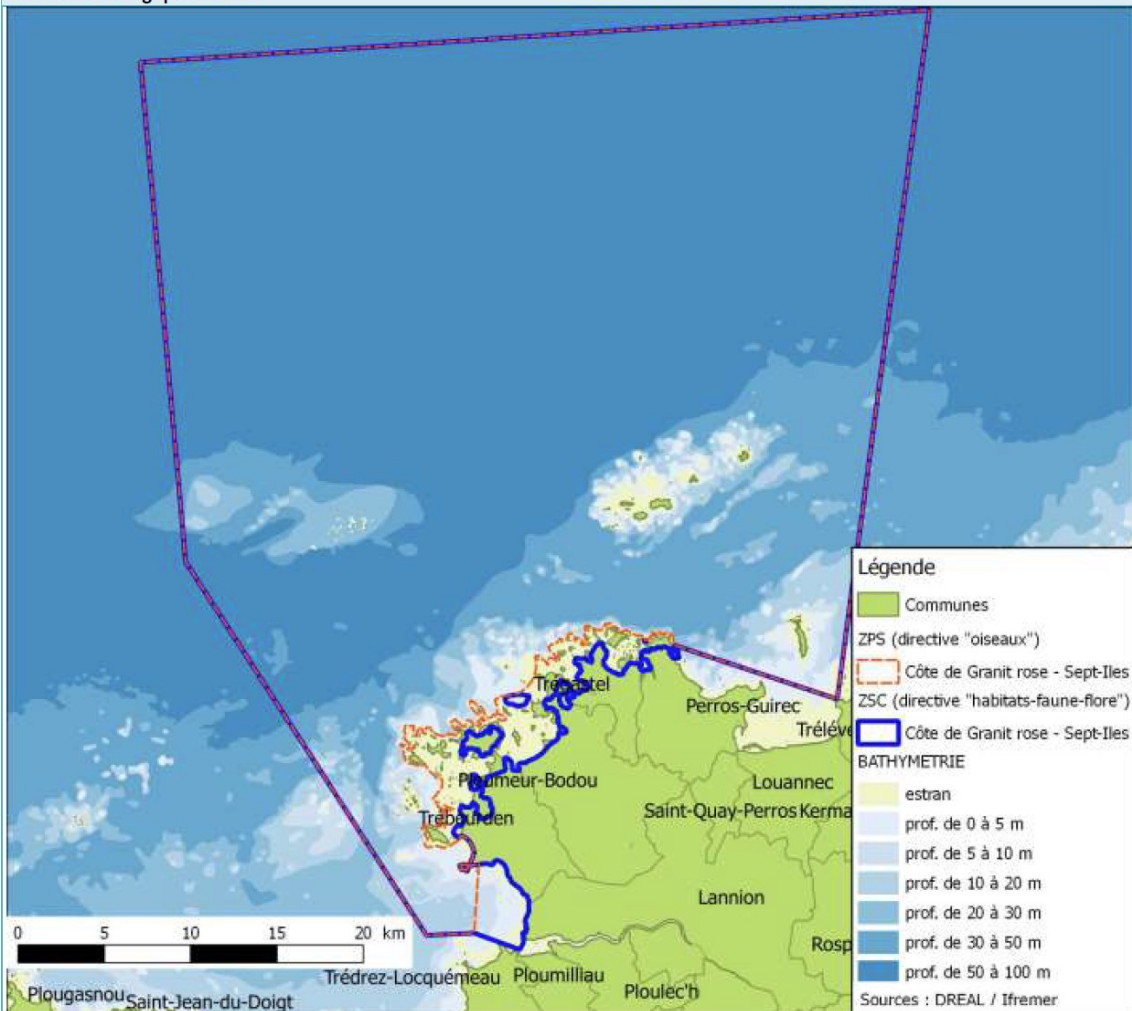 Trégastel
Perros-Guirec
Tréléve
Pleumeur-Bodou
Louannec
Trébeurden
Saint-Quay-Perros Kerma
Lannion
Rosp
Trédrez-Locquémeau
Ploumilliau
Ploulec'h
Plougasnou
Saint-Jean-du-Doigt
0 5 10 15 20 km
Légende
Communes
ZPS (directive "oiseaux")
Côte de Granit rose - Sept-Iles
ZSC (directive "habitats-faune-flore")
Côte de Granit rose - Sept-Iles
BATHYMETRIE
estran
prof. de 0 à 5 m
prof. de 5 à 10 m
prof. de 10 à 20 m
prof. de 20 à 30 m
prof. de 30 à 50 m
prof. de 50 à 100 m
Sources : DREAL / Ifremer